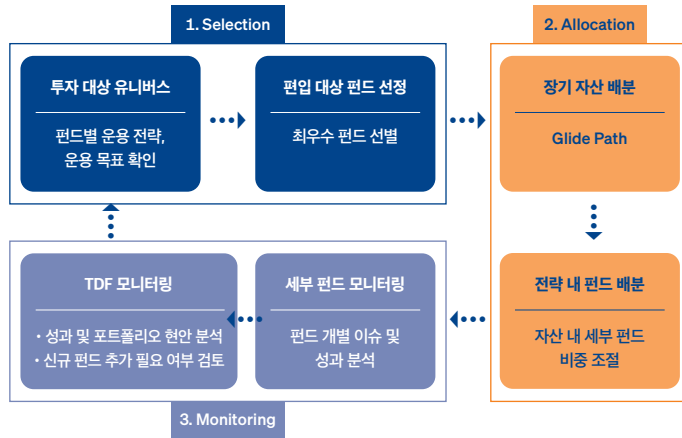 1. Selection
투자 대상 유니버스
펀드별 운용 전략,
운용 목표 확인
편입 대상 펀드 선정
최우수 펀드 선별
2. Allocation
장기 자산 배분
Glide Path
전략 내 펀드 배분
자산 내 세부 펀드
비중 조절
세부 펀드 모니터링
펀드 개별 이슈 및
성과 분석
TDF 모니터링
• 성과 및 포트폴리오 현안 분석
• 신규 펀드 추가 필요 여부 검토
3. Monitoring